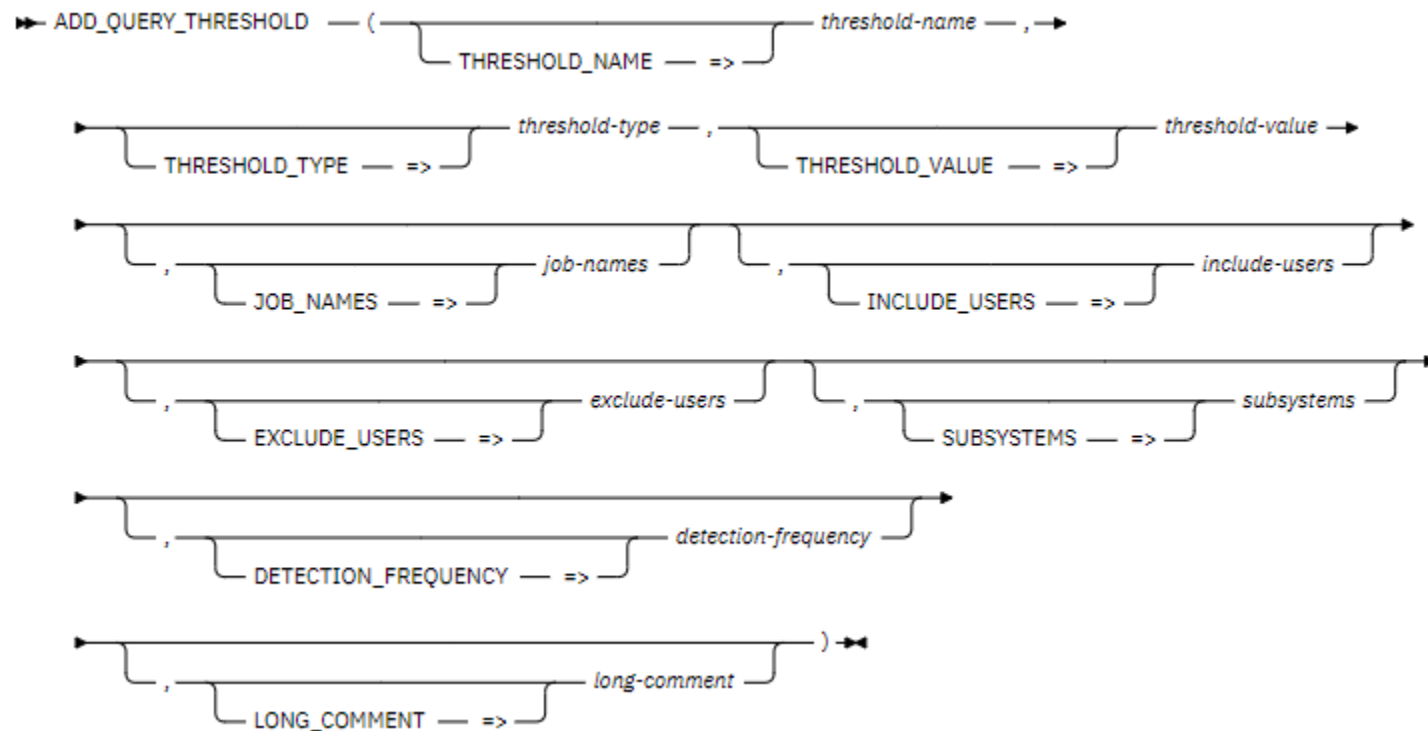 ADD_QUERY_THRESHOLD ( threshold-name ,
THRESHOLD_NAME =>
threshold-type , threshold-value
THRESHOLD_TYPE => THRESHOLD_VALUE =>
, job-names , include-users
JOB_NAMES => INCLUDE_USERS =>
, exclude-users , subsystems
EXCLUDE_USERS => SUBSYSTEMS =>
, detection-frequency
DETECTION_FREQUENCY =>
)
, long-comment
LONG_COMMENT =>